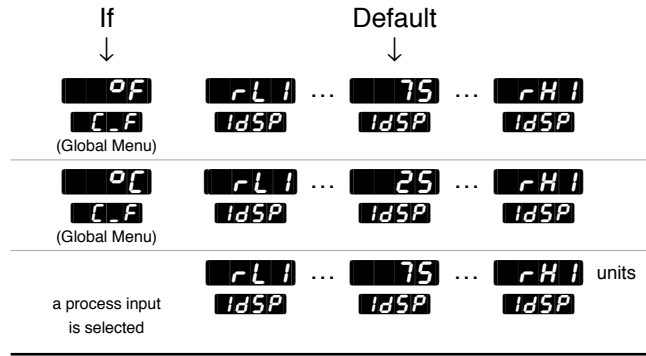 If Default
↓ ↓
°F rL1 ... 75 ... rH1
C_F 1dSP 1dSP 1dSP
(Global Menu)
°C rL1 ... 25 ... rH1
C_F 1dSP 1dSP 1dSP
(Global Menu)
rL1 ... 75 ... rH1 units
a process input 1dSP 1dSP 1dSP
is selected